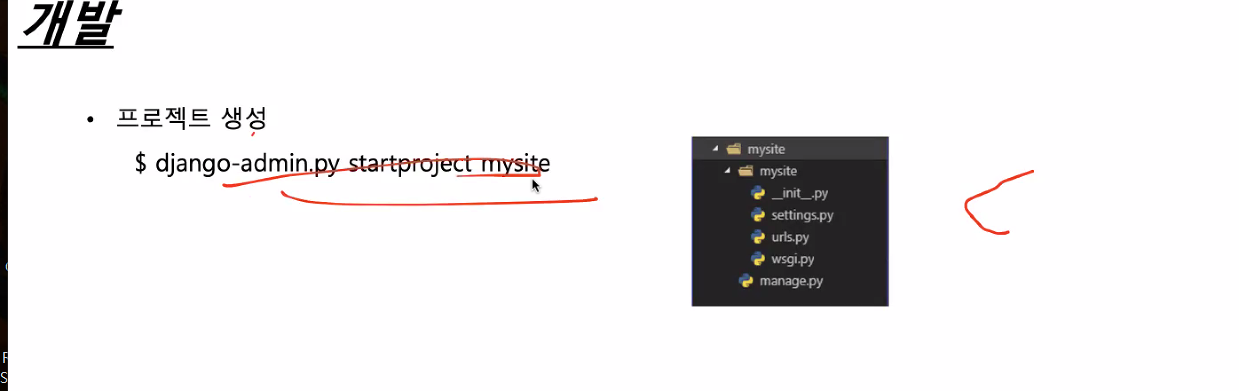 개발
• 프로젝트 생성
$ django-admin.py startproject mysite
mysite
mysite
__init__.py
settings.py
urls.py
wsgi.py
manage.py